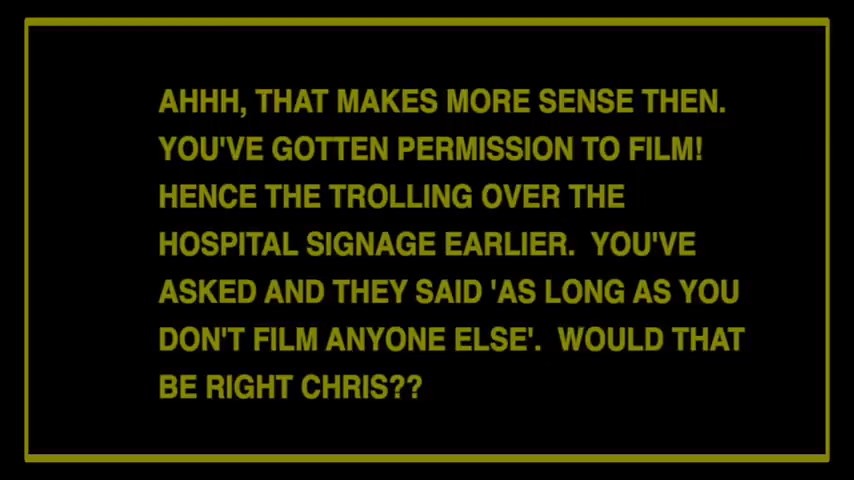 AHHH, THAT MAKES MORE SENSE THEN.
YOU'VE GOTTEN PERMISSION TO FILM!
HENCE THE TROLLING OVER THE
HOSPITAL SIGNAGE EARLIER.  YOU'VE
ASKED AND THEY SAID 'AS LONG AS YOU
DON'T FILM ANYONE ELSE'.  WOULD THAT
BE RIGHT CHRIS??